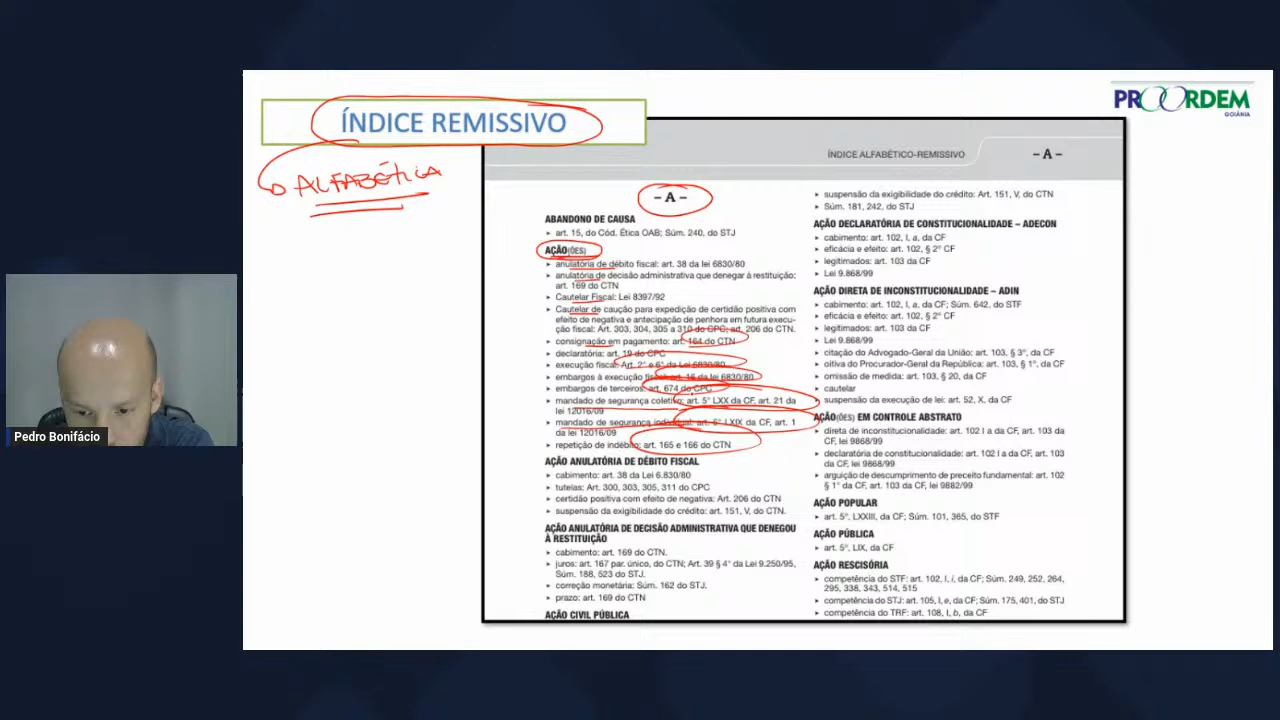 PROORDEM
GOIÂNIA
ÍNDICE REMISSIVO
ALFABÉTICA
ÍNDICE ALFABÉTICO-REMISSIVO
– A –
– A –
ABANDONO DE CAUSA
▸ art. 15, do Cód. Ética OAB; Súm. 240, do STJ
AÇÃO(ÕES)
▸ anulatória de débito fiscal: art. 38 da lei 6830/80
▸ anulatória de decisão administrativa que denegar à restituição:
art. 169 do CTN
▸ Cautelar Fiscal: Lei 8397/92
▸ Cautelar de caução para expedição de certidão positiva com
efeito de negativa e antecipação de penhora em futura execu-
ção fiscal: Art. 303, 304, 305 a 310 do CPC; art. 206 do CTN.
▸ consignação em pagamento: art. 164 do CTN
▸ declaratória: art. 19 do CPC
▸ execução fiscal: Art. 2° e 6° da Lei 6830/80
▸ embargos à execução fiscal: art. 16 da lei 6830/80
▸ embargos de terceiros: art. 674 do CPC
▸ mandado de segurança coletivo: art. 5° LXX da CF, art. 21 da
lei 12016/09
▸ mandado de segurança individual: art. 5° LXIX da CF, art. 1
da lei 12016/09
▸ repetição de indébito: art. 165 e 166 do CTN
AÇÃO ANULATÓRIA DE DÉBITO FISCAL
▸ cabimento: art. 38 da Lei 6.830/80
▸ tutelas: Art. 300, 303, 305, 311 do CPC
▸ certidão positiva com efeito de negativa: Art. 206 do CTN
▸ suspensão da exigibilidade do crédito: art. 151, V, do CTN.
AÇÃO ANULATÓRIA DE DECISÃO ADMINISTRATIVA QUE DENEGOU
À RESTITUIÇÃO
▸ cabimento: art. 169 do CTN.
▸ juros: art. 167 par. único, do CTN; Art. 39 § 4° da Lei 9.250/95,
Súm. 188, 523 do STJ.
▸ correção monetária: Súm. 162 do STJ.
▸ prazo: art. 169 do CTN
AÇÃO CIVIL PÚBLICA
▸ suspensão da exigibilidade do crédito: Art. 151, V, do CTN
▸ Súm. 181, 242, do STJ
AÇÃO DECLARATÓRIA DE CONSTITUCIONALIDADE – ADECON
▸ cabimento: art. 102, I, a, da CF
▸ eficácia e efeito: art. 102, § 2° CF
▸ legitimados: art. 103 da CF
▸ Lei 9.868/99
AÇÃO DIRETA DE INCONSTITUCIONALIDADE – ADIN
▸ cabimento: art. 102, I, a, da CF; Súm. 642, do STF
▸ eficácia e efeito: art. 102, § 2° CF
▸ legitimados: art. 103 da CF
▸ Lei 9.868/99
▸ citação do Advogado-Geral da União: art. 103, § 3°, da CF
▸ oitiva do Procurador-Geral da República: art. 103, § 1°, da CF
▸ omissão de medida: art. 103, § 20, da CF
▸ cautelar
▸ suspensão da execução de lei: art. 52, X, da CF
AÇÃO(ÕES) EM CONTROLE ABSTRATO
▸ direta de inconstitucionalidade: art. 102 I a da CF, art. 103 da
CF, lei 9868/99
▸ declaratória de constitucionalidade: art. 102 I a da CF, art. 103
da CF, lei 9868/99
▸ arguição de descumprimento de preceito fundamental: art. 102
§ 1° da CF, art. 103 da CF, lei 9882/99
AÇÃO POPULAR
▸ art. 5°, LXXIII, da CF; Súm. 101, 365, do STF
AÇÃO PÚBLICA
▸ art. 5°, LIX, da CF
AÇÃO RESCISÓRIA
▸ competência do STF: art. 102, I, i, da CF; Súm. 249, 252, 264,
295, 338, 343, 514, 515
▸ competência do STJ: art. 105, I, e, da CF; Súm. 175, 401, do STJ
▸ competência do TRF: art. 108, I, b, da CF
Pedro Bonifácio